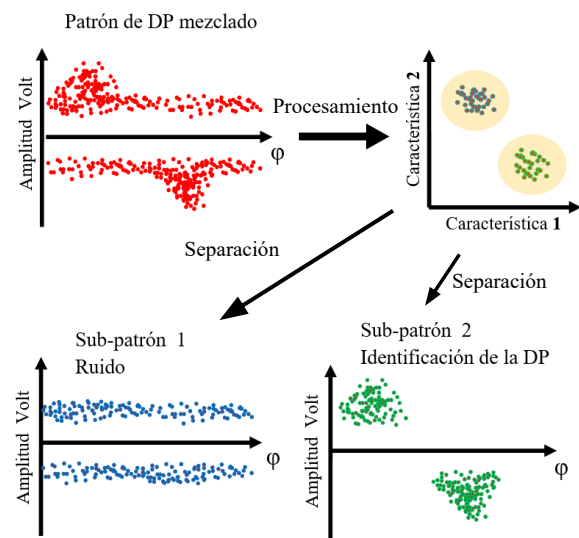 Patrón de DP mezclado
Amplitud Volt
φ
Procesamiento
Característica 2
Característica 1
Separación
Separación
Sub-patrón 1
Ruido
Amplitud Volt
φ
Sub-patrón 2
Identificación de la DP
Amplitud Volt
φ